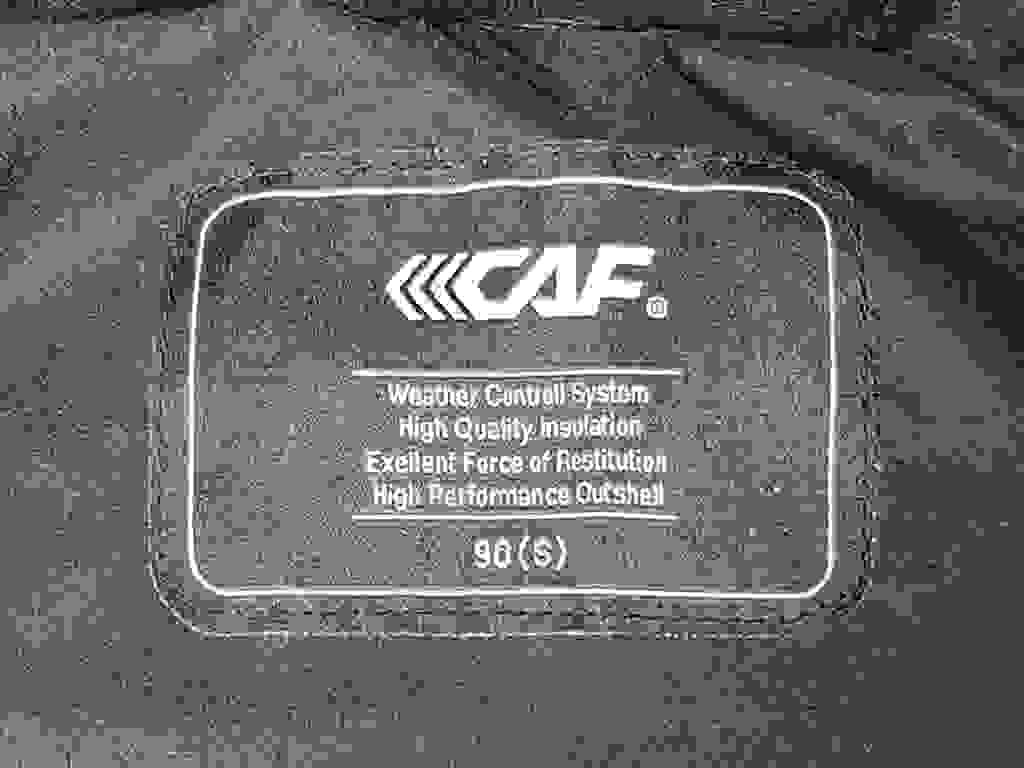 CAF®
Weather Controll System
High Quality Insulation
Exellent Force of Restitution
High Performance Outshell
90(S)